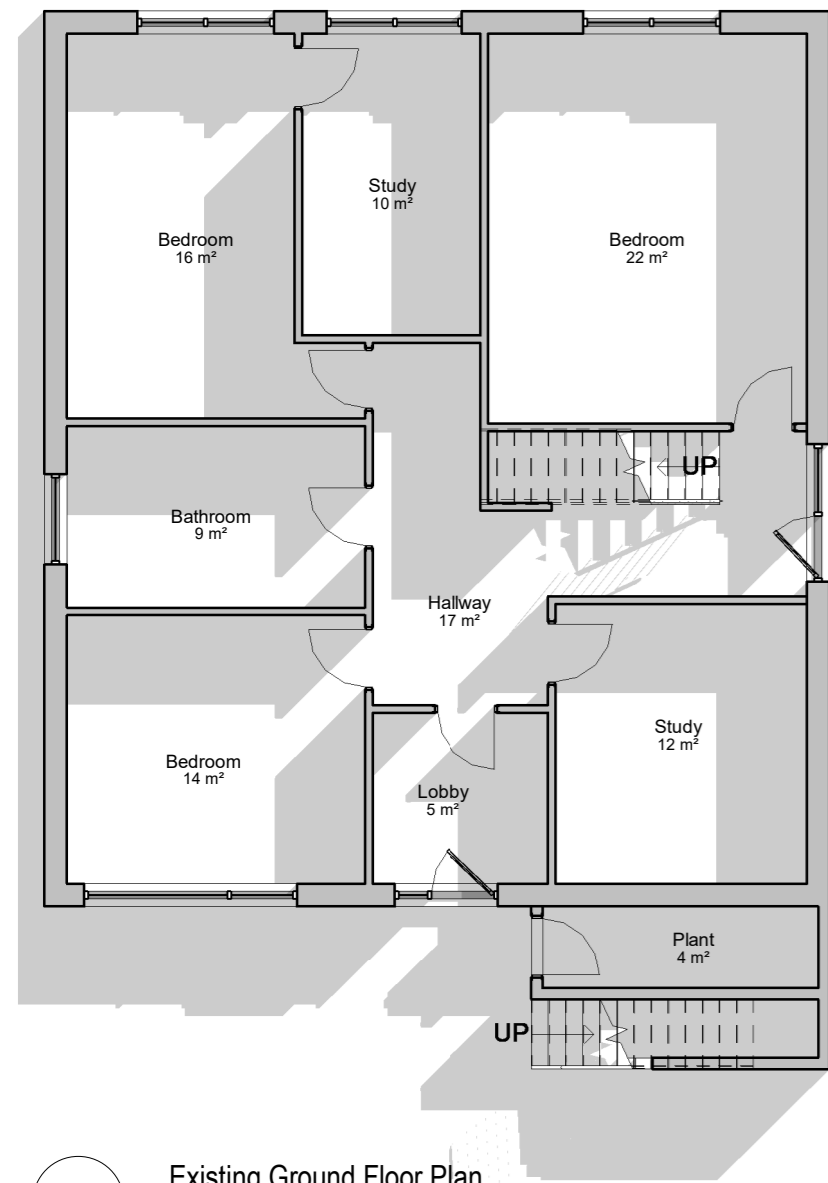 Study
10 m²
Bedroom
16 m²
Bedroom
22 m²
UP
Bathroom
9 m²
Hallway
17 m²
Study
12 m²
Bedroom
14 m²
Lobby
5 m²
Plant
4 m²
UP
Existing Ground Floor Plan